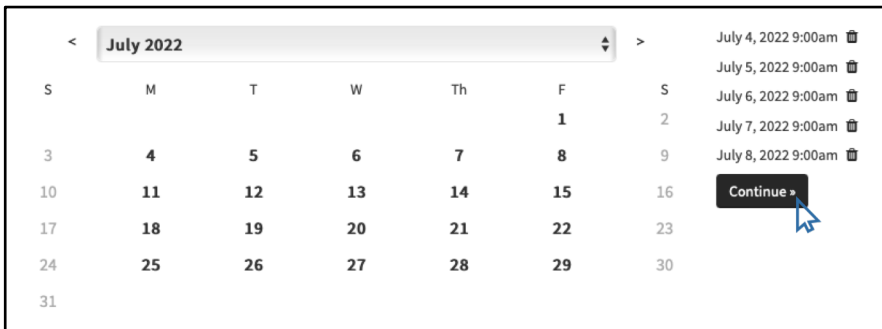 < July 2022 >
S M T W Th F S
1 2
3 4 5 6 7 8 9
10 11 12 13 14 15 16
17 18 19 20 21 22 23
24 25 26 27 28 29 30
31
July 4, 2022 9:00am
July 5, 2022 9:00am
July 6, 2022 9:00am
July 7, 2022 9:00am
July 8, 2022 9:00am
Continue »